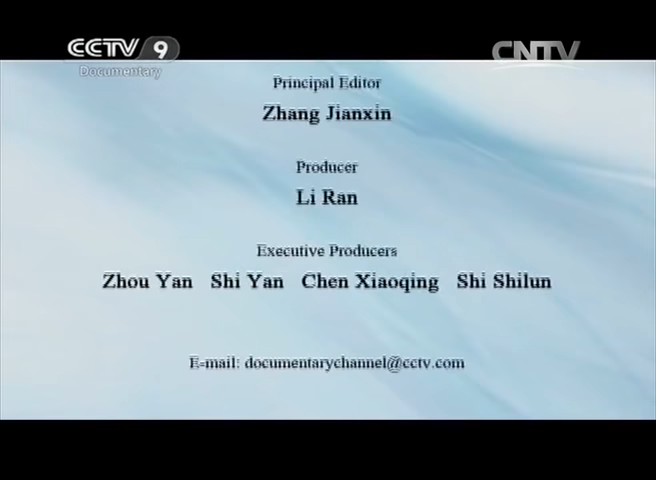 CCTV 9 CNTV
Documentary
Principal Editor
Zhang Jianxin
Producer
Li Ran
Executive Producers
Zhou Yan Shi Yan Chen Xiaoqing Shi Shilun
E-mail: documentarychannel@cctv.com